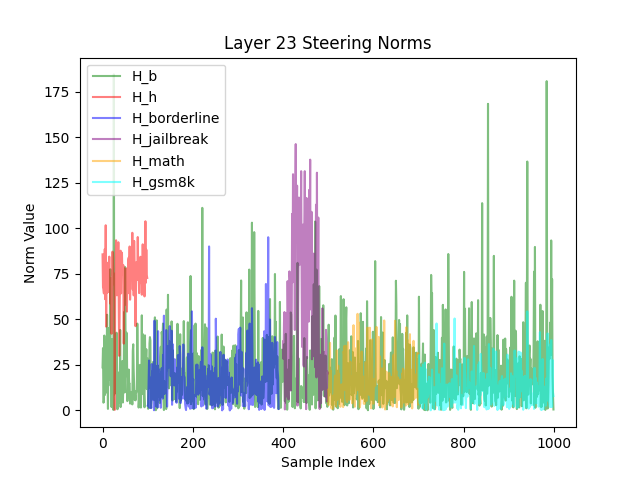 Layer 23 Steering Norms
H_b
H_h
H_borderline
H_jailbreak
H_math
H_gsm8k
Norm Value
175
150
125
100
75
50
25
0
0
200
400
600
800
1000
Sample Index